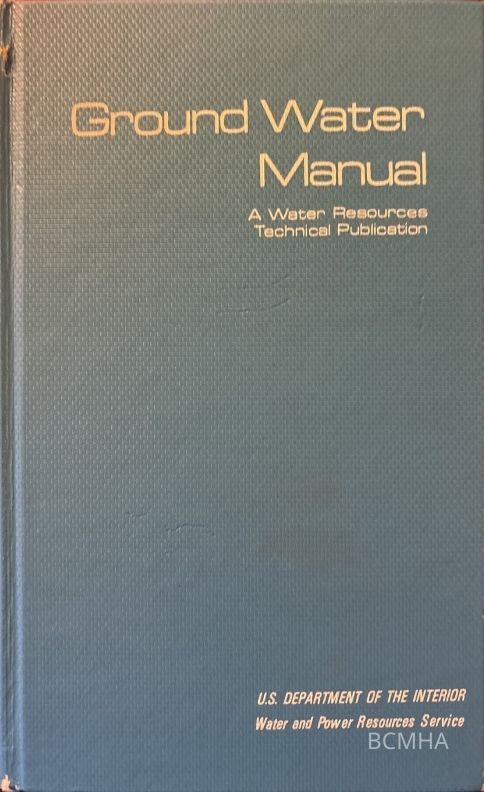 Ground Water
Manual
A Water Resources
Technical Publication
U.S. DEPARTMENT OF THE INTERIOR
Water and Power Resources Service
BCMHA